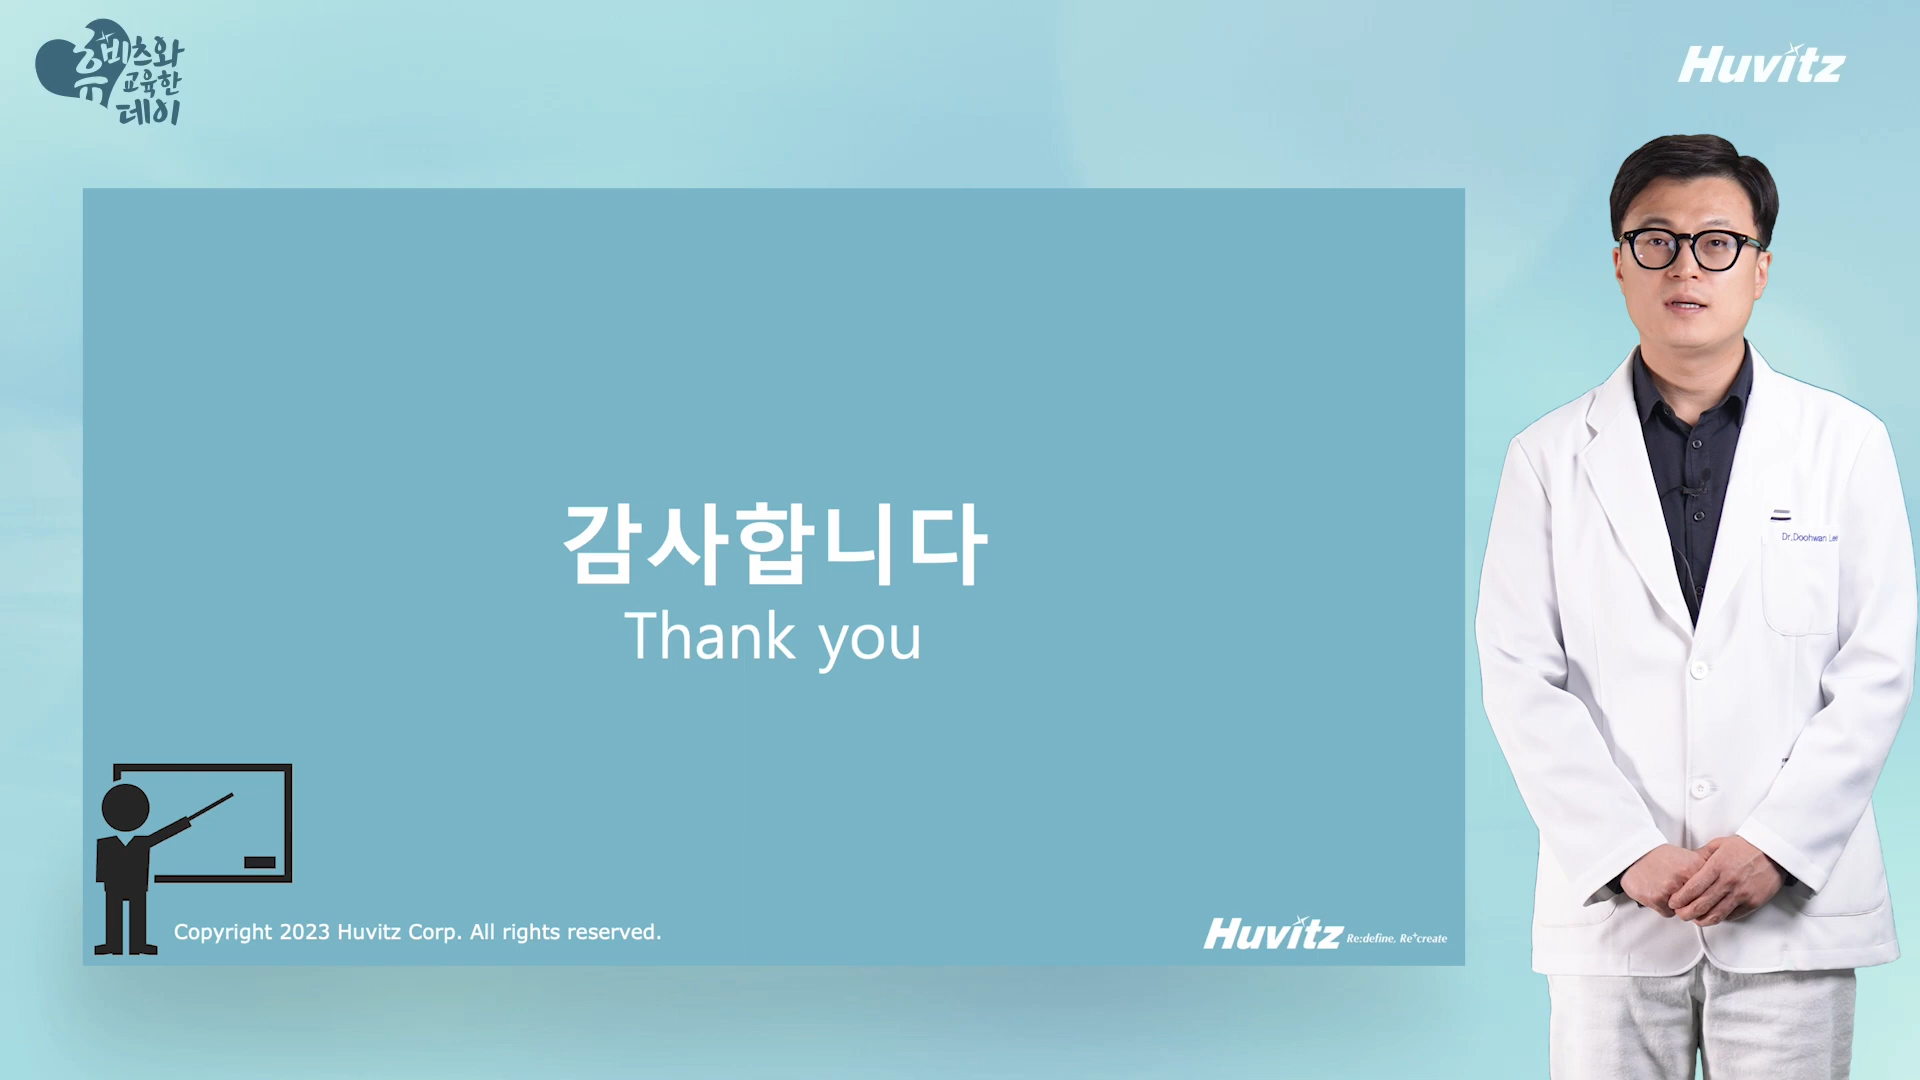 휴비츠와
교육한
데이
Huvitz
감사합니다
Thank you
Dr.Doohwan Lee
Copyright 2023 Huvitz Corp. All rights reserved.
Huvitz Re:define, Re+create